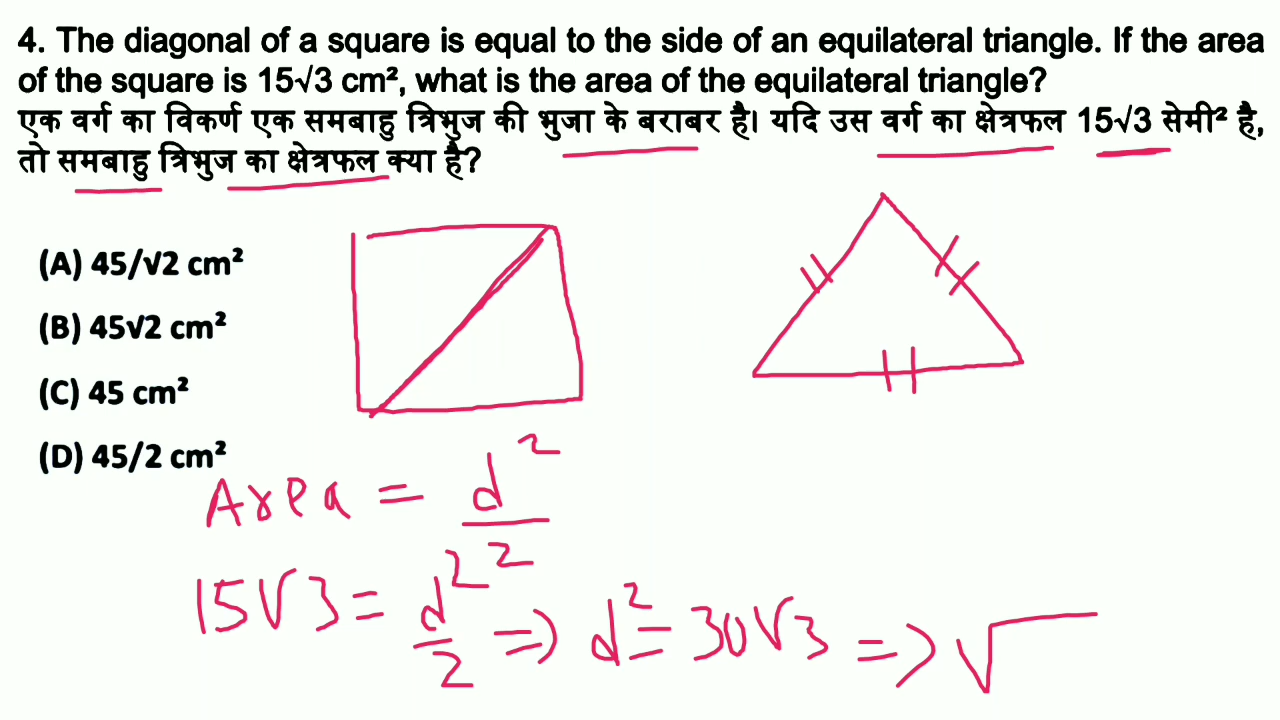 4. The diagonal of a square is equal to the side of an equilateral triangle. If the area
of the square is 15√3 cm², what is the area of the equilateral triangle?
एक वर्ग का विकर्ण एक समबाहु त्रिभुज की भुजा के बराबर है। यदि उस वर्ग का क्षेत्रफल 15√3 सेमी² है,
तो समबाहु त्रिभुज का क्षेत्रफल क्या है?
(A) 45/√2 cm²
(B) 45√2 cm²
(C) 45 cm²
(D) 45/2 cm²
Area = d²/2
15√3 = d²/2 => d² = 30√3 => √